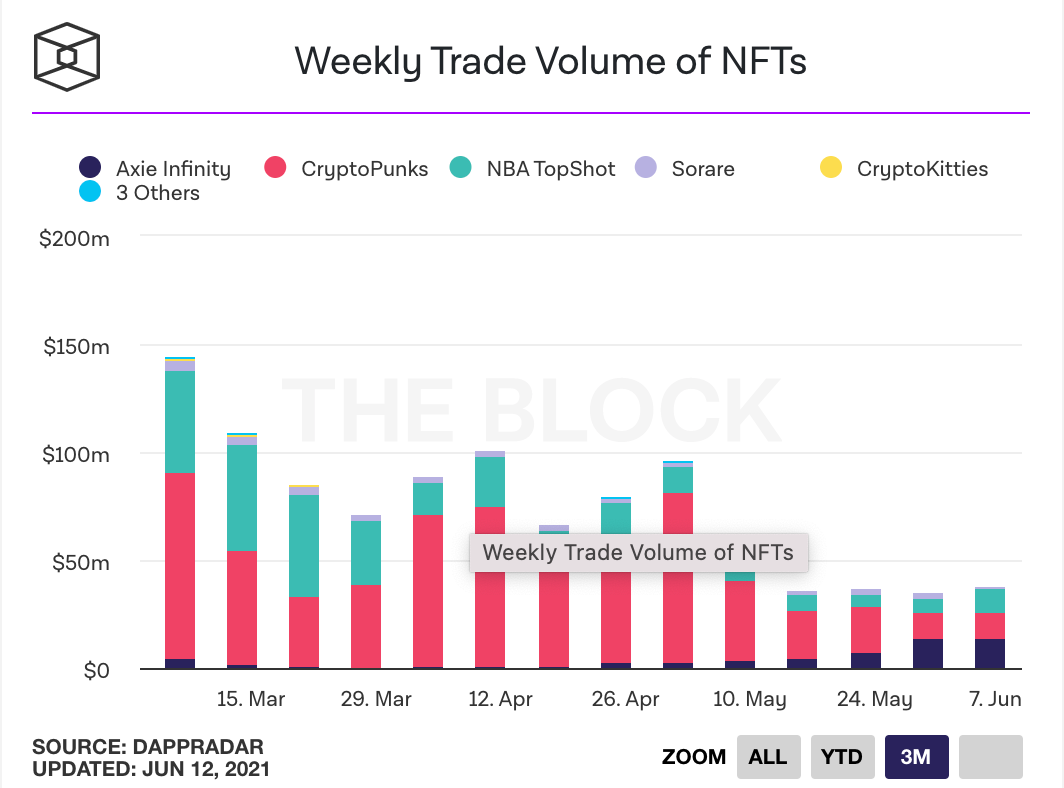 Weekly Trade Volume of NFTs
Axie Infinity CryptoPunks NBA TopShot Sorare CryptoKitties
3 Others
$200m
$150m
THE BLOCK
$100m
Weekly Trade Volume of NFTs
$50m
$0
15. Mar 29. Mar 12. Apr 26. Apr 10. May 24. May 7. Jun
SOURCE: DAPPRADAR
UPDATED: JUN 12, 2021
ZOOM ALL YTD 3M